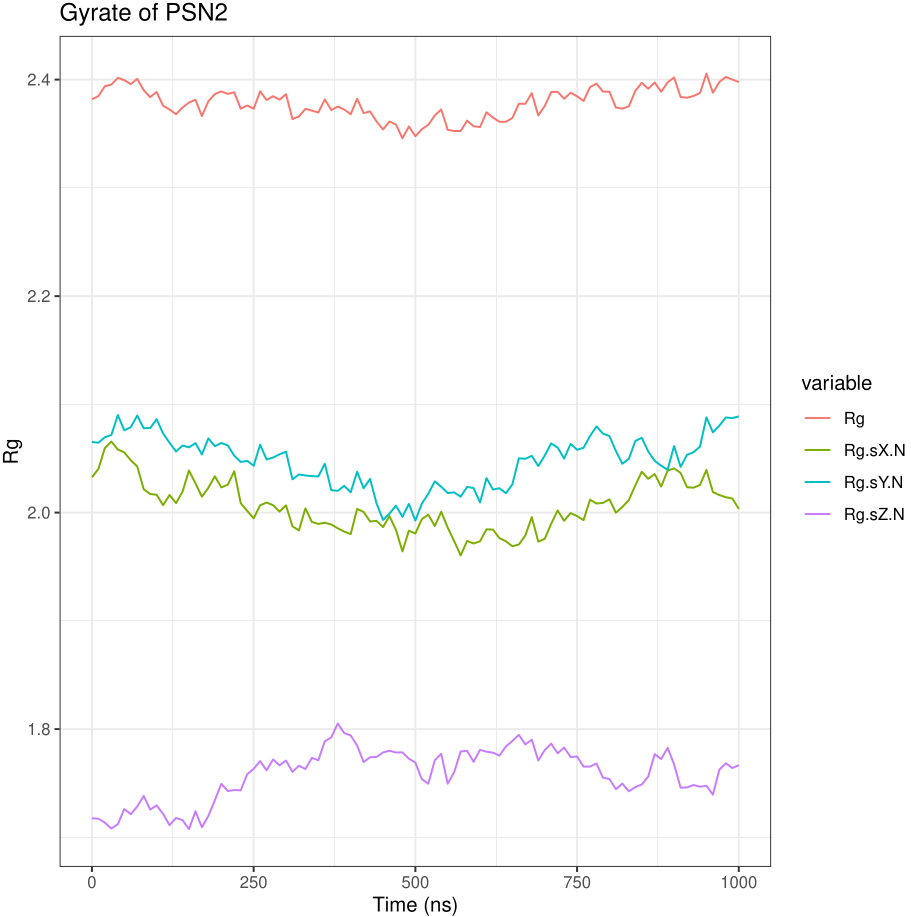 Gyrate of PSN2
2.4
2.2
2.0
1.8
Rg
0 250 500 750 1000
Time (ns)
variable
Rg
Rg.sX.N
Rg.sY.N
Rg.sZ.N